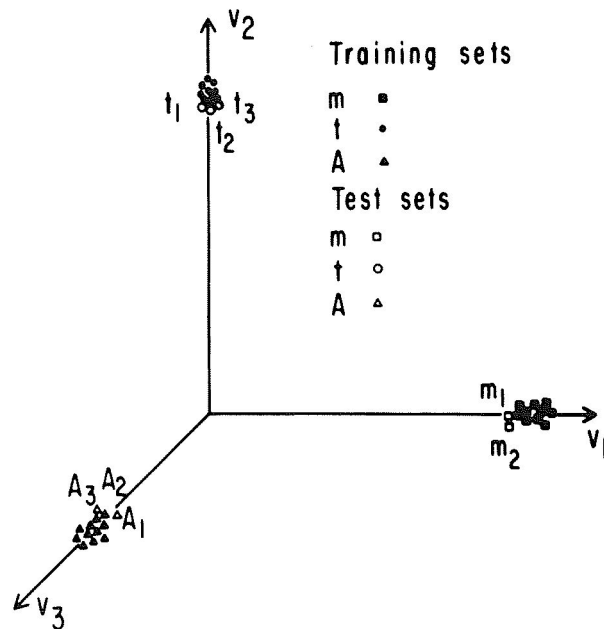 v2
Training sets
t1 t3
t2
m
t
A
Test sets
m
t
A
m1
v1
m2
A3 A2
A1
v3